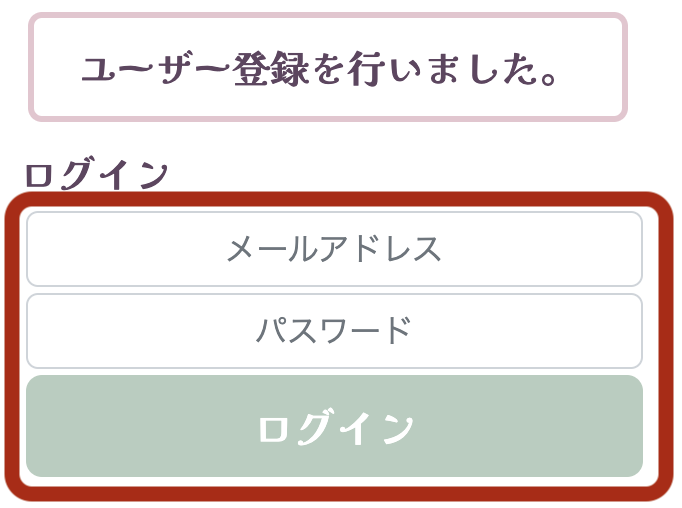 ユーザー登録を行いました。
ログイン
メールアドレス
パスワード
ログイン